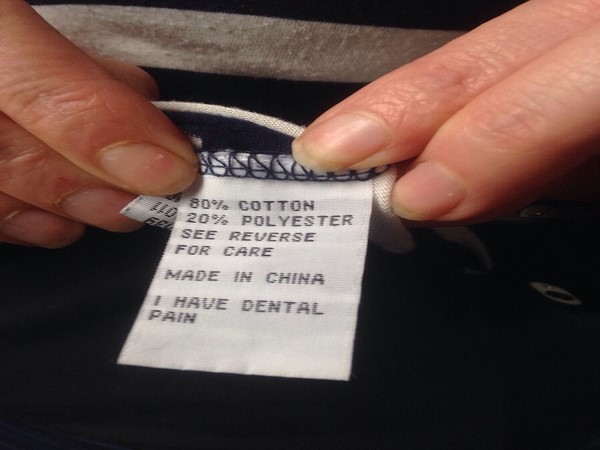 80% COTTON
20% POLYESTER
SEE REVERSE
FOR CARE
MADE IN CHINA
I HAVE DENTAL
PAIN